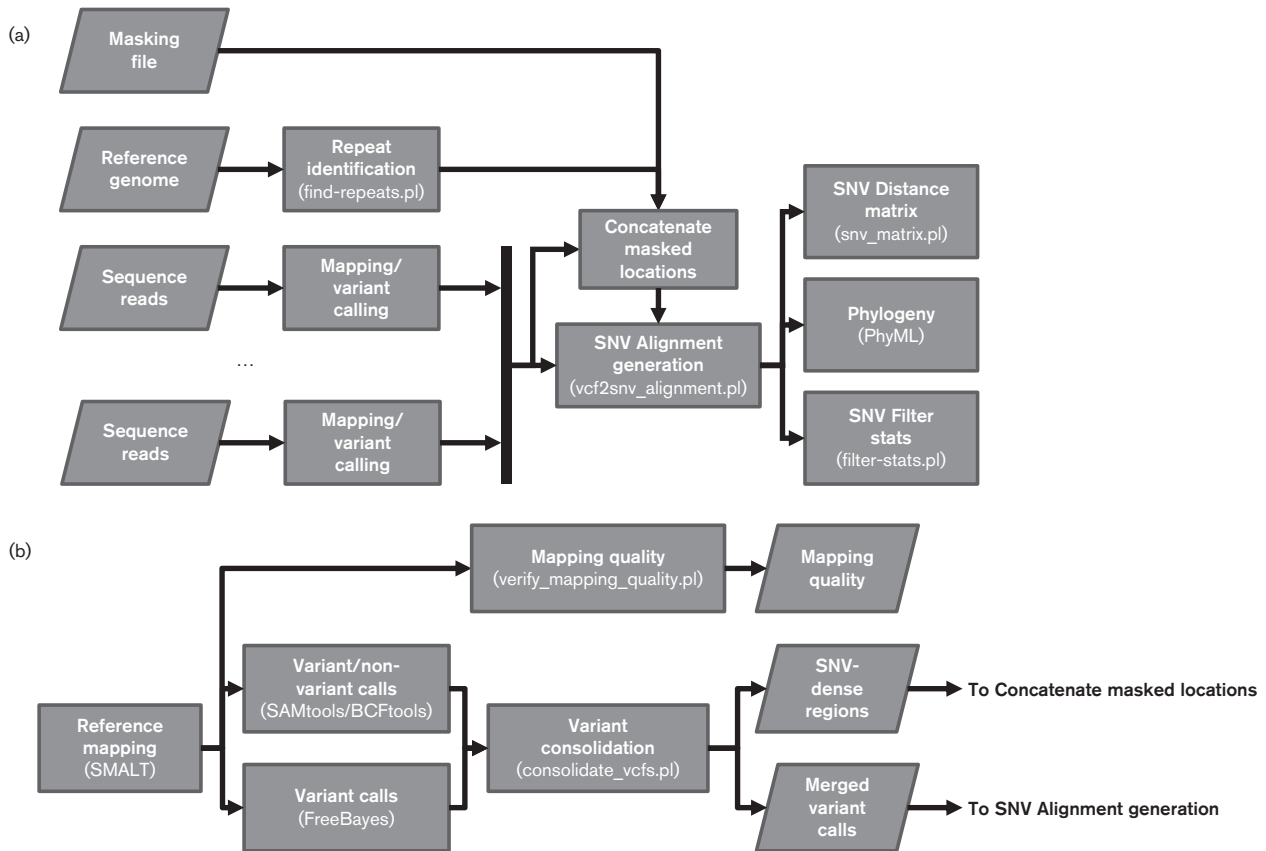 (a)
Masking
file
Reference
genome
Repeat
identification
(find-repeats.pl)
Sequence
reads
Mapping/
variant
calling
...
Sequence
reads
Mapping/
variant
calling
Concatenate
masked
locations
SNV Alignment
generation
(vcf2snv_alignment.pl)
SNV Distance
matrix
(snv_matrix.pl)
Phylogeny
(PhyML)
SNV Filter
stats
(filter-stats.pl)
(b)
Mapping quality
(verify_mapping_quality.pl)
Mapping
quality
Reference
mapping
(SMALT)
Variant/non-
variant calls
(SAMtools/BCFtools)
Variant calls
(FreeBayes)
Variant
consolidation
(consolidate_vcfs.pl)
SNV-
dense
regions
To Concatenate masked locations
Merged
variant
calls
To SNV Alignment generation